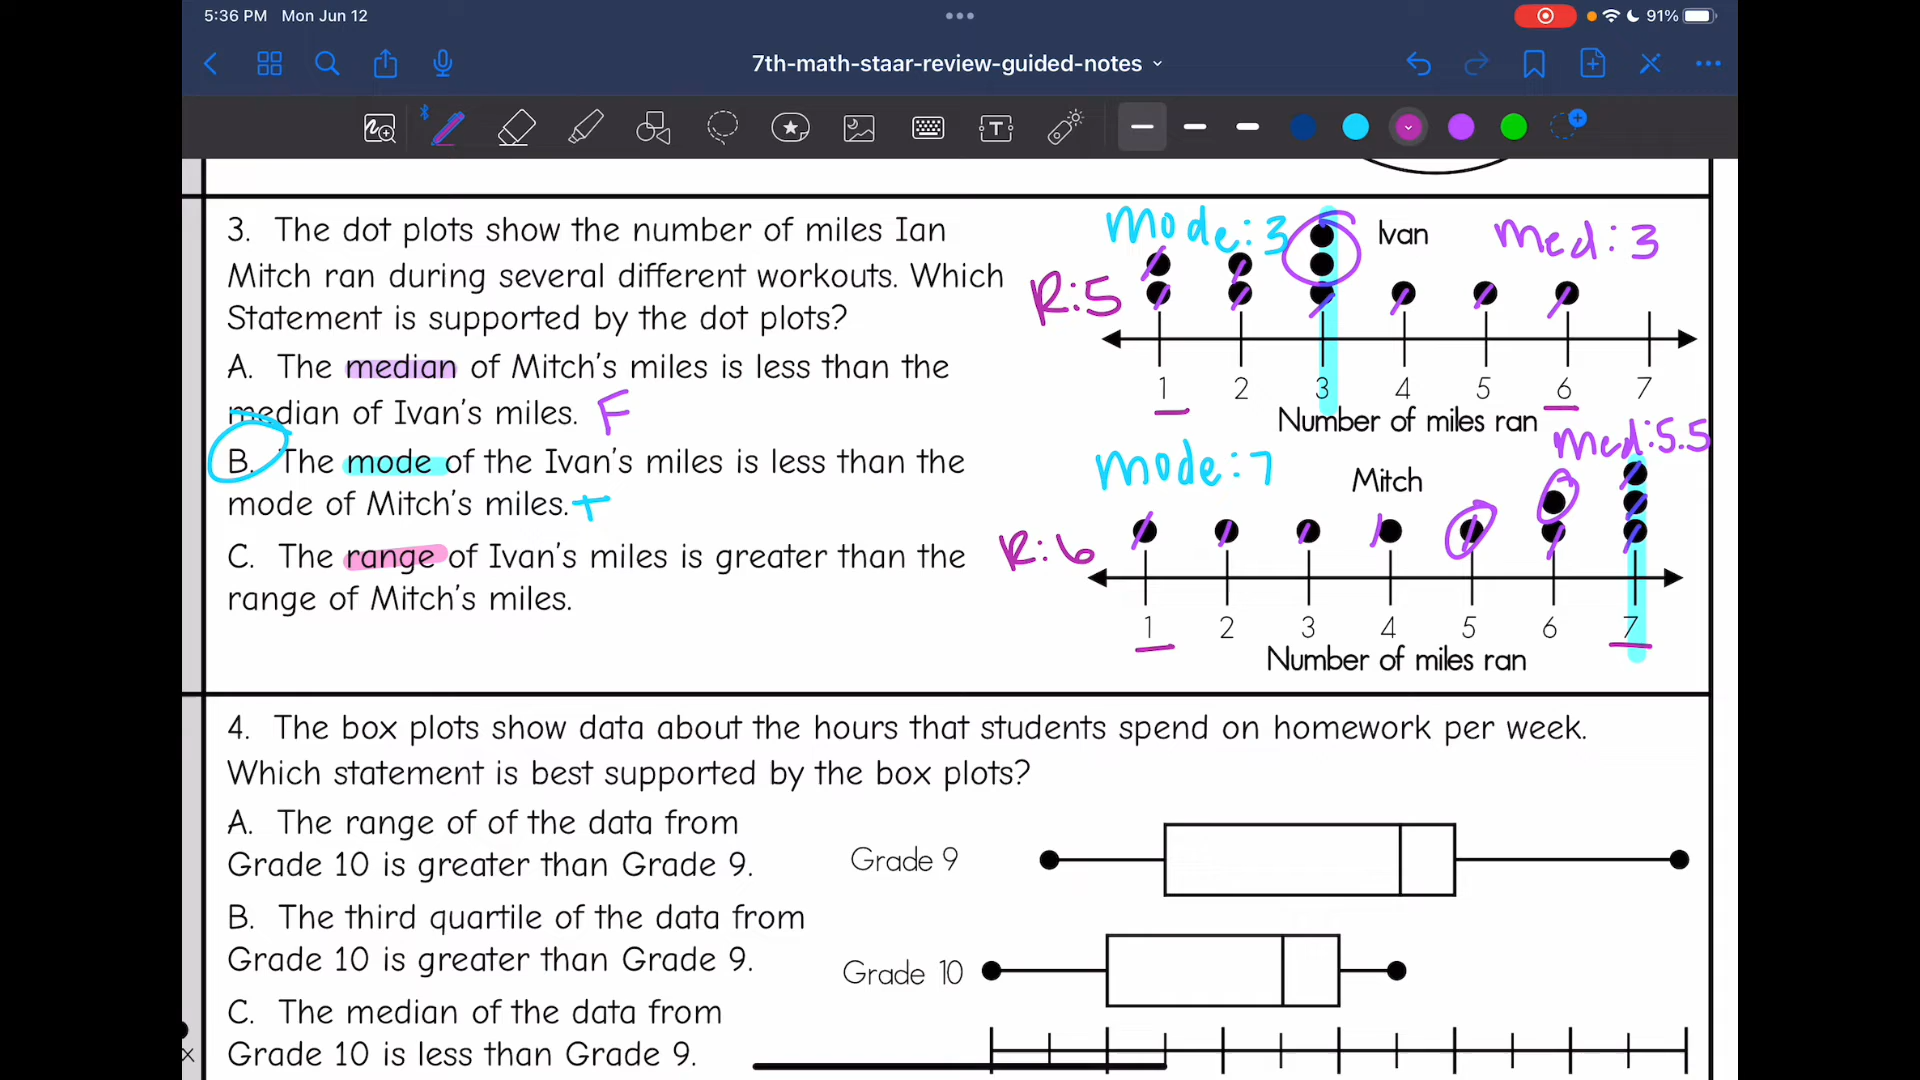 5:36 PM Mon Jun 12
91%
7th-math-staar-review-guided-notes
3. The dot plots show the number of miles Ian
Mitch ran during several different workouts. Which
Statement is supported by the dot plots?
A. The median of Mitch's miles is less than the
median of Ivan's miles. F
B. The mode of the Ivan's miles is less than the
mode of Mitch's miles. T
C. The range of Ivan's miles is greater than the
range of Mitch's miles.
mode:3
Ivan
med:3
R:5
1 2 3 4 5 6 7
Number of miles ran
med:5.5
mode:7
Mitch
R:6
1 2 3 4 5 6 7
Number of miles ran
4. The box plots show data about the hours that students spend on homework per week.
Which statement is best supported by the box plots?
A. The range of of the data from
Grade 10 is greater than Grade 9.
B. The third quartile of the data from
Grade 10 is greater than Grade 9.
C. The median of the data from
Grade 10 is less than Grade 9.
Grade 9
Grade 10
x